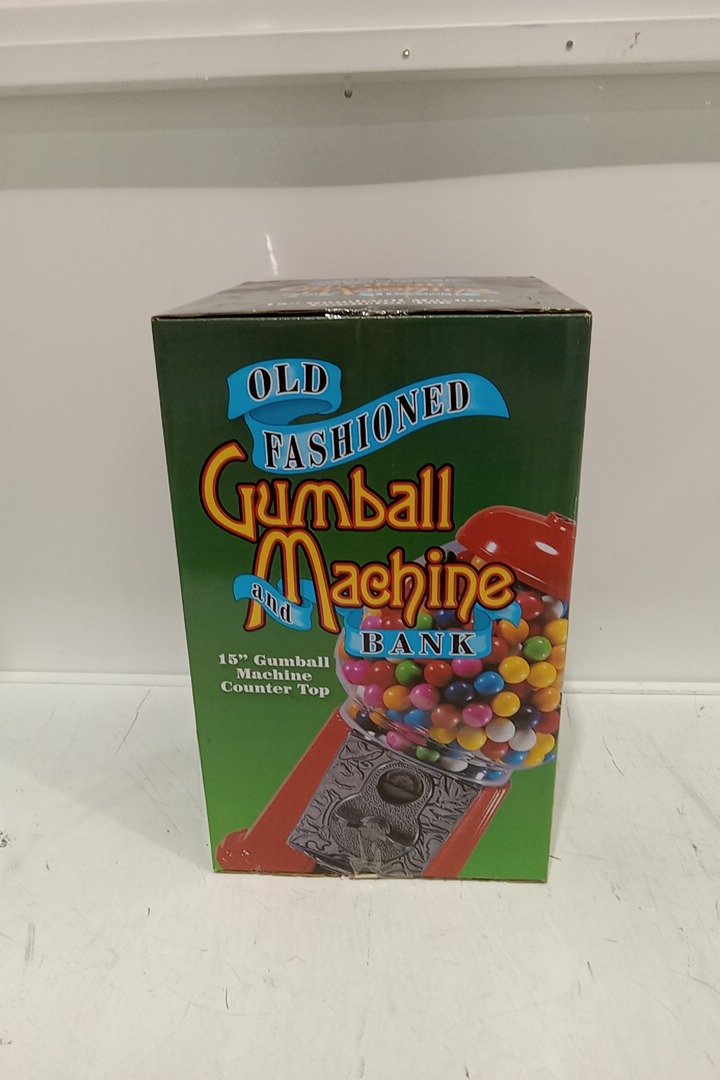 OLD
FASHIONED
Gumball
Machine
and
BANK
15” Gumball
Machine
Counter Top